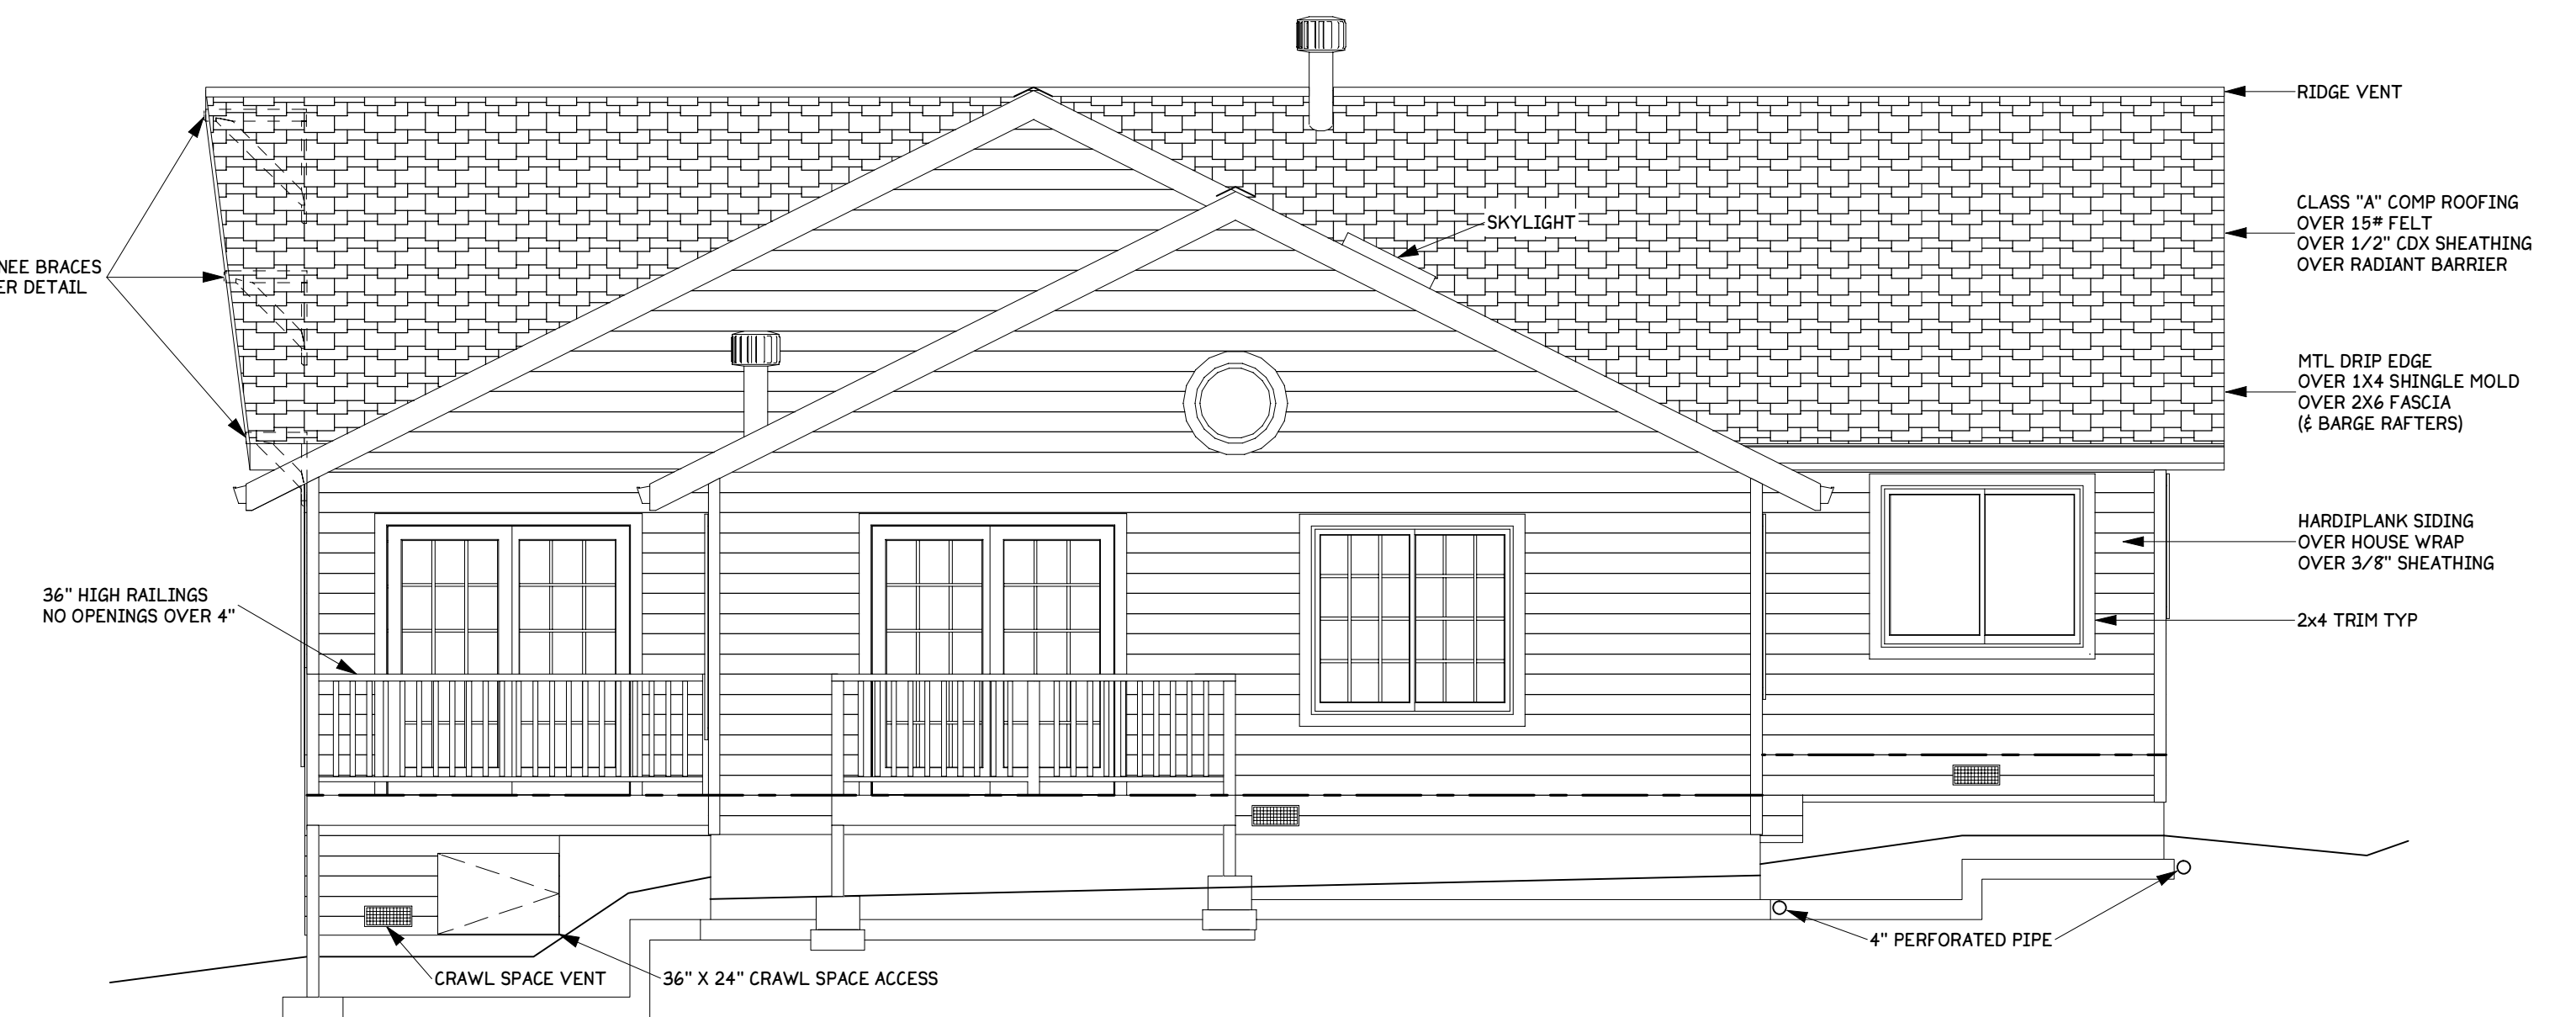 RIDGE VENT
CLASS "A" COMP ROOFING
OVER 15# FELT
OVER 1/2" CDX SHEATHING
OVER RADIANT BARRIER
SKYLIGHT
NEE BRACES
ER DETAIL
MTL DRIP EDGE
OVER 1X4 SHINGLE MOLD
OVER 2X6 FASCIA
(& BARGE RAFTERS)
HARDIPLANK SIDING
OVER HOUSE WRAP
OVER 3/8" SHEATHING
36" HIGH RAILINGS
NO OPENINGS OVER 4"
2x4 TRIM TYP
4" PERFORATED PIPE
CRAWL SPACE VENT
36" X 24" CRAWL SPACE ACCESS